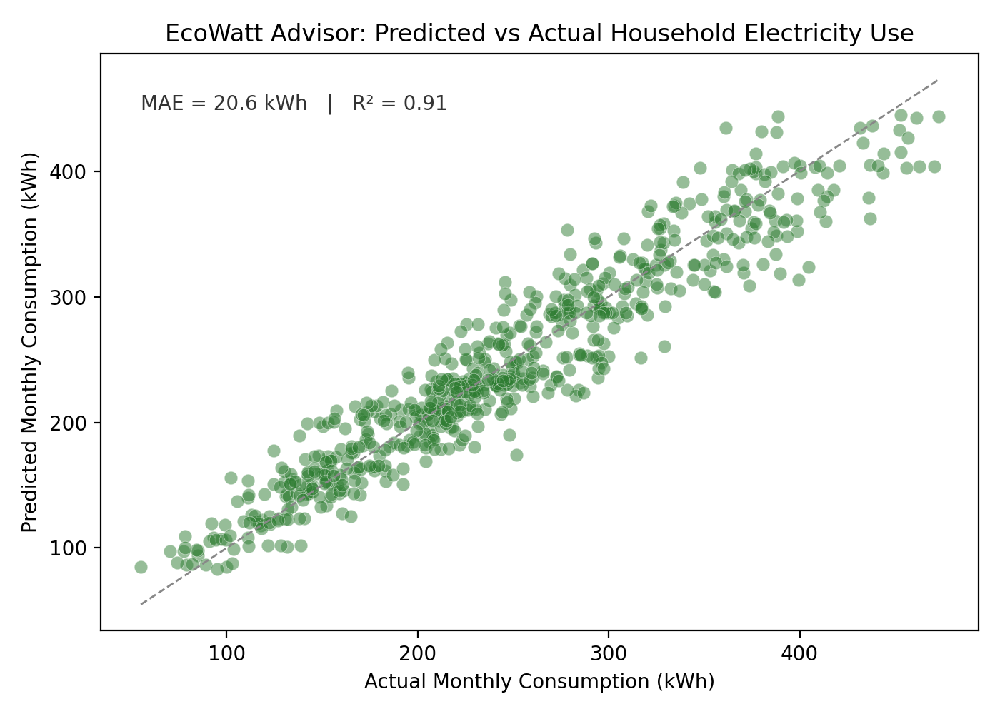 EcoWatt Advisor: Predicted vs Actual Household Electricity Use
MAE = 20.6 kWh | R² = 0.91
Predicted Monthly Consumption (kWh)
400
300
200
100
100 200 300 400
Actual Monthly Consumption (kWh)